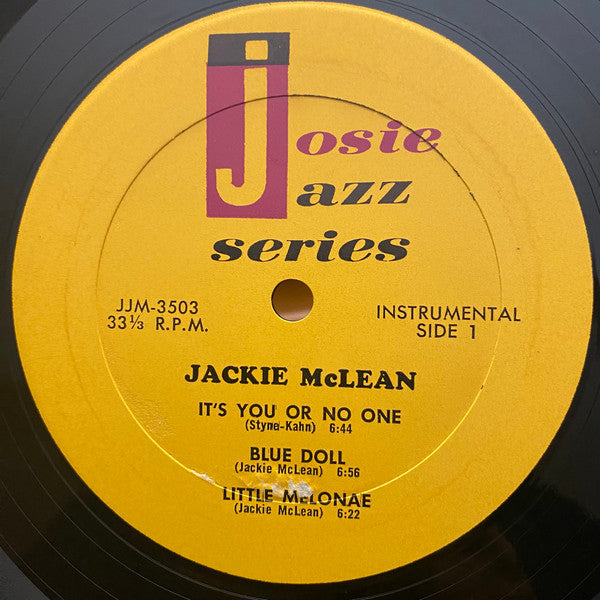 josie
jazz
series
JJM-3503
33⅓ R.P.M.
INSTRUMENTAL
SIDE 1
JACKIE McLEAN
IT'S YOU OR NO ONE
(Styne-Kahn) 6:44
BLUE DOLL
(Jackie McLean) 6:56
LITTLE MELONAE
(Jackie McLean) 6:22